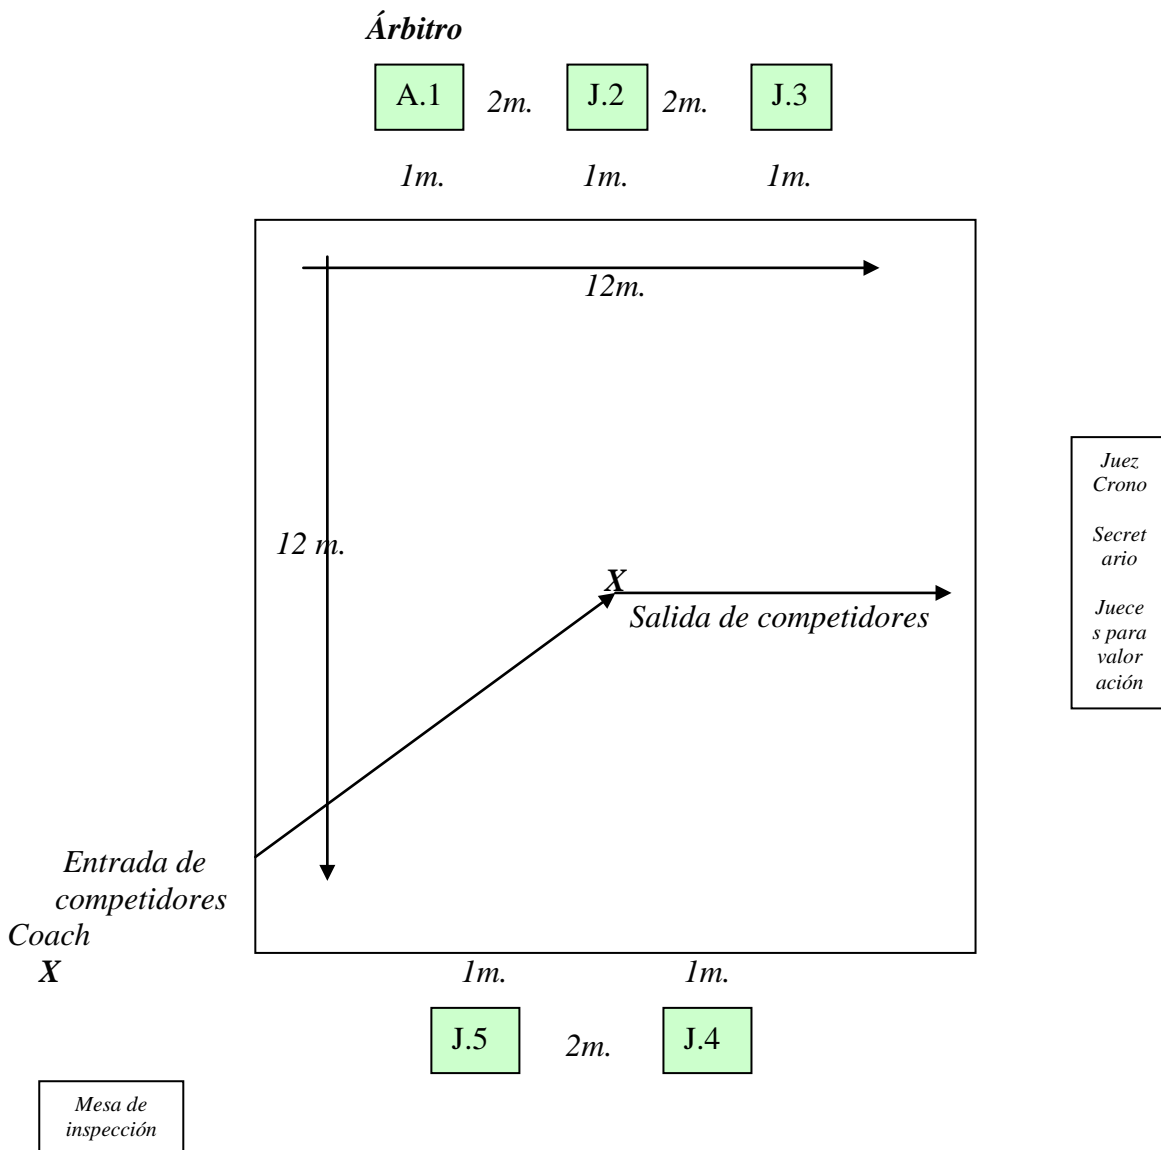 Árbitro
A.1 2m. J.2 2m. J.3
1m. 1m. 1m.
12m.
12 m.
X
Salida de competidores
Juez
Crono
Secret
ario
Juece
s para
valor
ación
Entrada de
competidores
Coach
X
1m. 1m.
J.5 2m. J.4
Mesa de
inspección